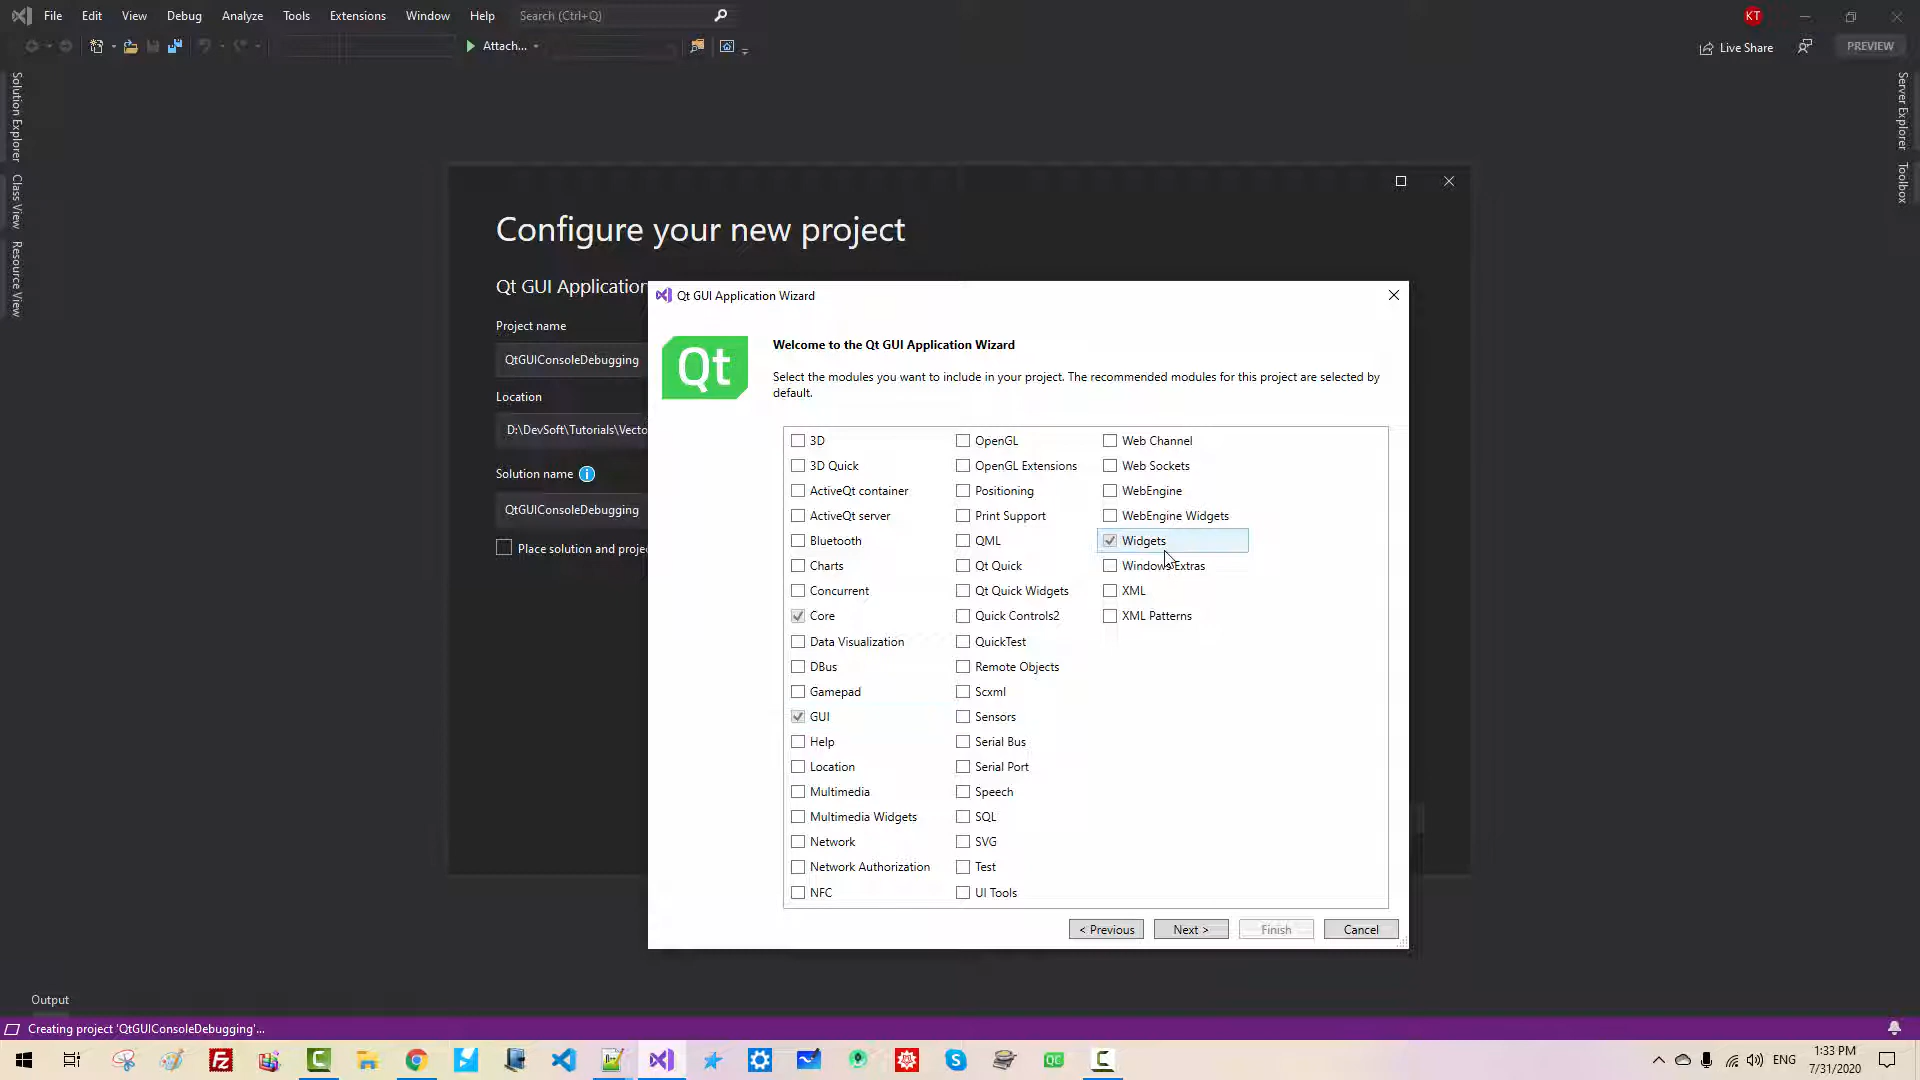 File Edit View Debug Analyze Tools Extensions Window Help Search (Ctrl+Q) KT
Attach... Live Share PREVIEW
Solution Explorer
Class View
Resource View
Server Explorer
Toolbox
Configure your new project
Qt GUI Application
Project name
QtGUIConsoleDebugging
Location
D:\DevSoft\Tutorials\Vecto
Solution name
QtGUIConsoleDebugging
Place solution and proje
Qt GUI Application Wizard
Qt
Welcome to the Qt GUI Application Wizard
Select the modules you want to include in your project. The recommended modules for this project are selected by
default.
3D OpenGL Web Channel
3D Quick OpenGL Extensions Web Sockets
ActiveQt container Positioning WebEngine
ActiveQt server Print Support WebEngine Widgets
Bluetooth QML Widgets
Charts Qt Quick Windows Extras
Concurrent Qt Quick Widgets XML
Core Quick Controls2 XML Patterns
Data Visualization QuickTest
DBus Remote Objects
Gamepad Scxml
GUI Sensors
Help Serial Bus
Location Serial Port
Multimedia Speech
Multimedia Widgets SQL
Network SVG
Network Authorization Test
NFC UI Tools
< Previous Next > Finish Cancel
Output
Creating project 'QtGUIConsoleDebugging'...
ENG 1:33 PM
7/31/2020